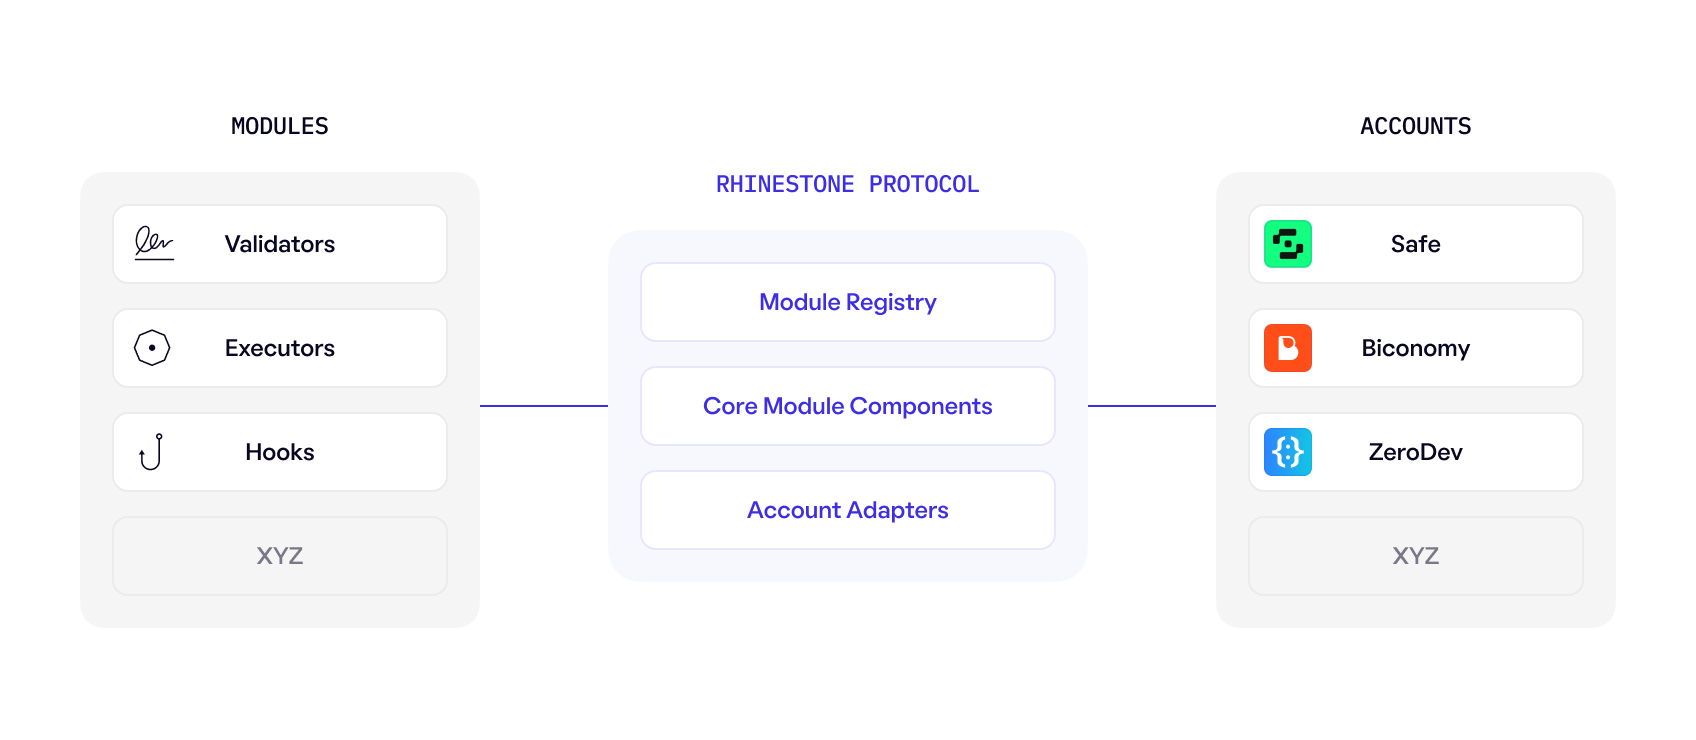 MODULES
Validators
Executors
Hooks
XYZ
RHINESTONE PROTOCOL
Module Registry
Core Module Components
Account Adapters
ACCOUNTS
Safe
Biconomy
ZeroDev
XYZ